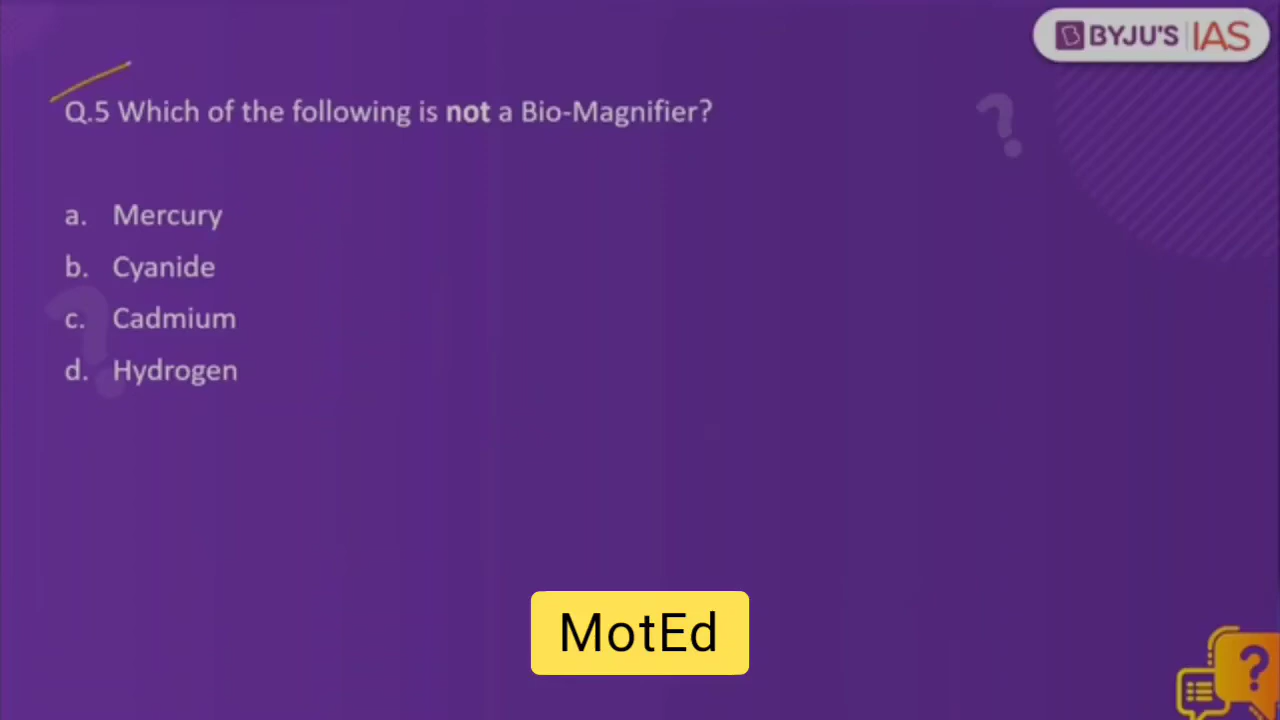 BYJU'S IAS
Q.5 Which of the following is not a Bio-Magnifier?
a. Mercury
b. Cyanide
c. Cadmium
d. Hydrogen
MotEd